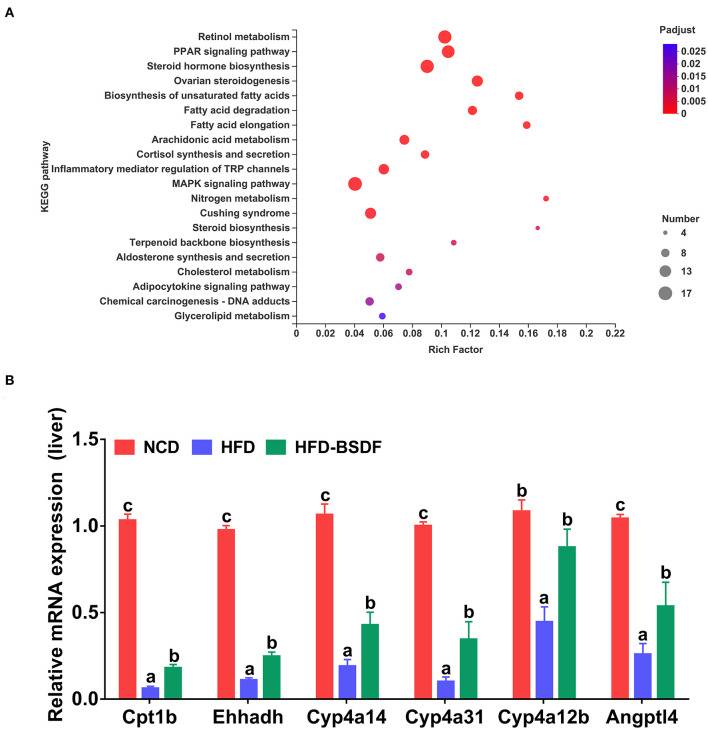 A
Retinol metabolism
PPAR signaling pathway
Steroid hormone biosynthesis
Ovarian steroidogenesis
Biosynthesis of unsaturated fatty acids
Fatty acid degradation
Fatty acid elongation
Arachidonic acid metabolism
Cortisol synthesis and secretion
Inflammatory mediator regulation of TRP channels
MAPK signaling pathway
Nitrogen metabolism
Cushing syndrome
Steroid biosynthesis
Terpenoid backbone biosynthesis
Aldosterone synthesis and secretion
Cholesterol metabolism
Adipocytokine signaling pathway
Chemical carcinogenesis - DNA adducts
Glycerolipid metabolism
KEGG pathway
0 0.02 0.04 0.06 0.08 0.1 0.12 0.14 0.16 0.18 0.2 0.22
Rich Factor
Padjust
0.025
0.02
0.015
0.01
0.005
0
Number
4
8
13
17
B
Relative mRNA expression (liver)
1.5
1.0
0.5
0.0
NCD HFD HFD-BSDF
c a b c a b c a b c a b b a b c a b
Cpt1b Ehhadh Cyp4a14 Cyp4a31 Cyp4a12b Angptl4